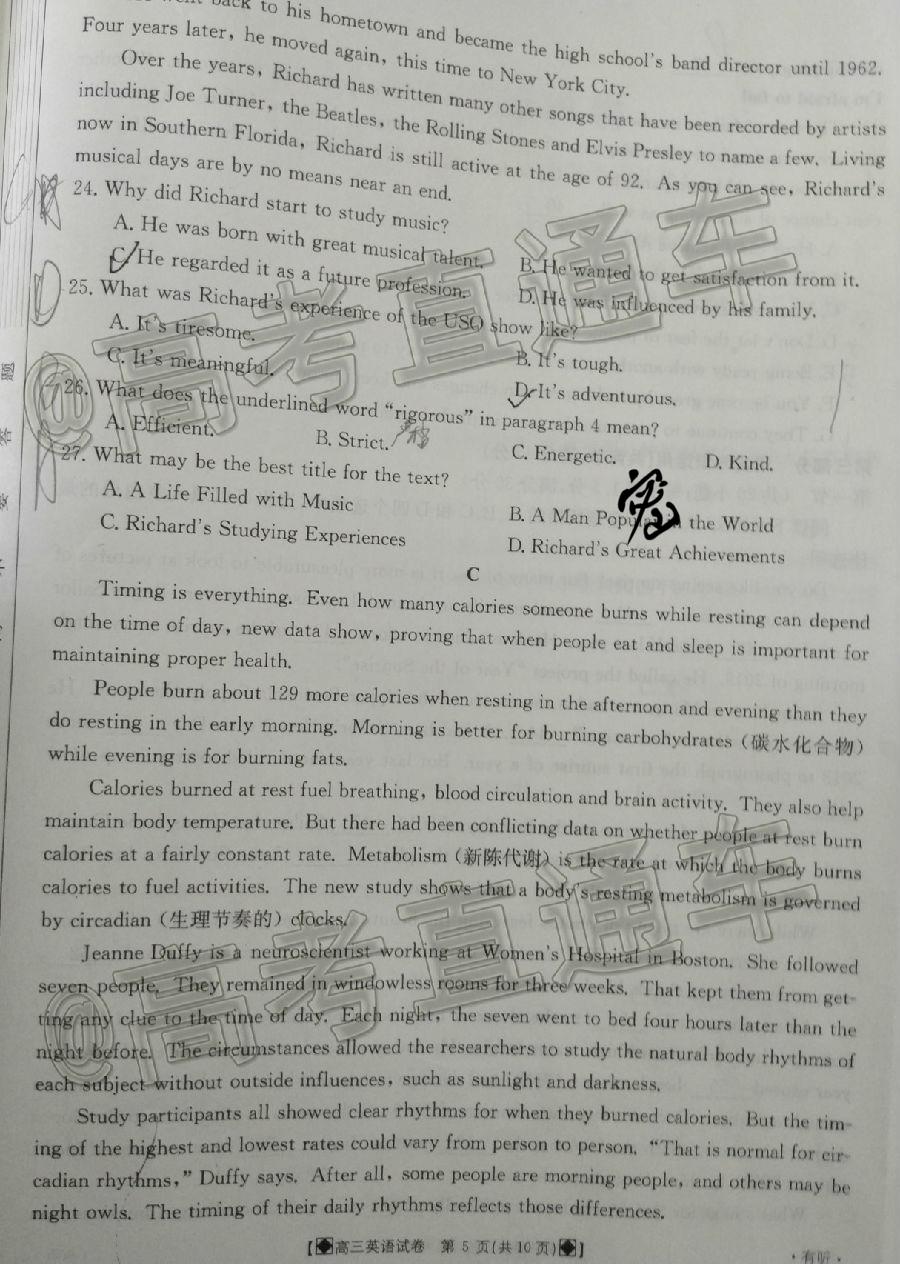 back to his hometown and became the high school's band director until 1962.
Four years later, he moved again, this time to New York City.
Over the years, Richard has written many other songs that have been recorded by artists
including Joe Turner, the Beatles, the Rolling Stones and Elvis Presley to name a few. Living
now in Southern Florida, Richard is still active at the age of 92. As you can see, Richard's
musical days are by no means near an end.
24. Why did Richard start to study music?
A. He was born with great musical talent.
B. He wanted to get satisfaction from it.
C. He regarded it as a future profession.
D. He was influenced by his family.
25. What was Richard's experience of the USO show like?
A. It's tiresome.
B. It's tough.
C. It's meaningful.
D. It's adventurous.
26. What does the underlined word "rigorous" in paragraph 4 mean?
A. Efficient.
B. Strict.
C. Energetic.
D. Kind.
27. What may be the best title for the text?
A. A Life Filled with Music
B. A Man Popular in the World
C. Richard's Studying Experiences
D. Richard's Great Achievements
C
Timing is everything. Even how many calories someone burns while resting can depend
on the time of day, new data show, proving that when people eat and sleep is important for
maintaining proper health.
People burn about 129 more calories when resting in the afternoon and evening than they
do resting in the early morning. Morning is better for burning carbohydrates (碳水化合物)
while evening is for burning fats.
Calories burned at rest fuel breathing, blood circulation and brain activity. They also help
maintain body temperature. But there had been conflicting data on whether people at rest burn
calories at a fairly constant rate. Metabolism (新陈代谢) is the rate at which the body burns
calories to fuel activities. The new study shows that a body's resting metabolism is governed
by circadian (生理节奏的) clocks.
Jeanne Duffy is a neuroscientist working at Women's Hospital in Boston. She followed
seven people. They remained in windowless rooms for three weeks. That kept them from get-
ting any clue to the time of day. Each night, the seven went to bed four hours later than the
night before. The circumstances allowed the researchers to study the natural body rhythms of
each subject without outside influences, such as sunlight and darkness.
Study participants all showed clear rhythms for when they burned calories. But the tim-
ing of the highest and lowest rates could vary from person to person. "That is normal for cir-
cadian rhythms," Duffy says. After all, some people are morning people, and others may be
night owls. The timing of their daily rhythms reflects those differences.
【高三英语试卷 第 5 页(共 10 页)】
·有听·
@高考直通车
@高考直通车
题
答
要